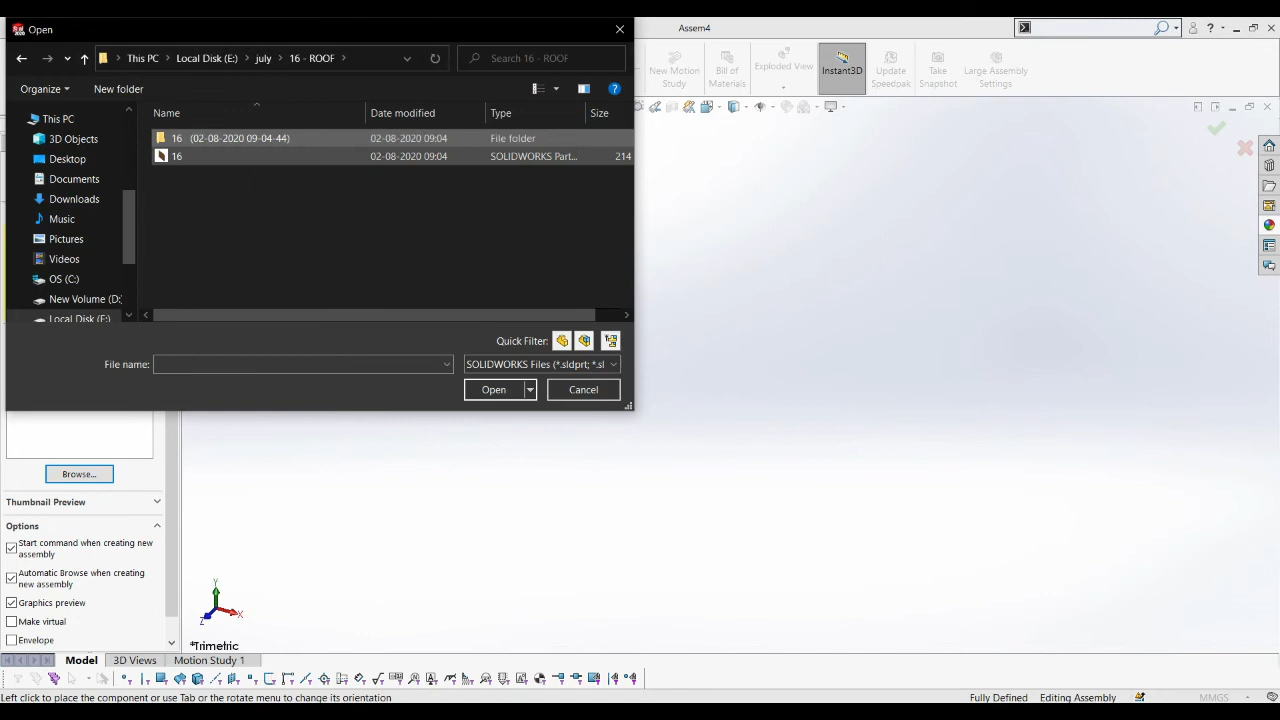 Open
Assem4
This PC
Local Disk (E:)
july
16 - ROOF
Search 16 - ROOF
New Motion Study
Bill of Materials
Exploded View
Instant3D
Update Speedpak
Take Snapshot
Large Assembly Settings
Organize
New folder
Name
Date modified
Type
Size
This PC
3D Objects
Desktop
Documents
Downloads
Music
Pictures
Videos
OS (C:)
New Volume (D:)
Local Disk (E:)
16 (02-08-2020 09-04-44)
02-08-2020 09:04
File folder
16
02-08-2020 09:04
SOLIDWORKS Part...
214
Quick Filter:
File name:
SOLIDWORKS Files (*.sldprt; *.sl
Open
Cancel
Browse...
Thumbnail Preview
Options
Start command when creating new
assembly
Automatic Browse when creating
new assembly
Graphics preview
Make virtual
Envelope
Y
X
Z
*Trimetric
Model
3D Views
Motion Study 1
Left click to place the component or use Tab or the rotate menu to change its orientation
Fully Defined
Editing Assembly
MMGS